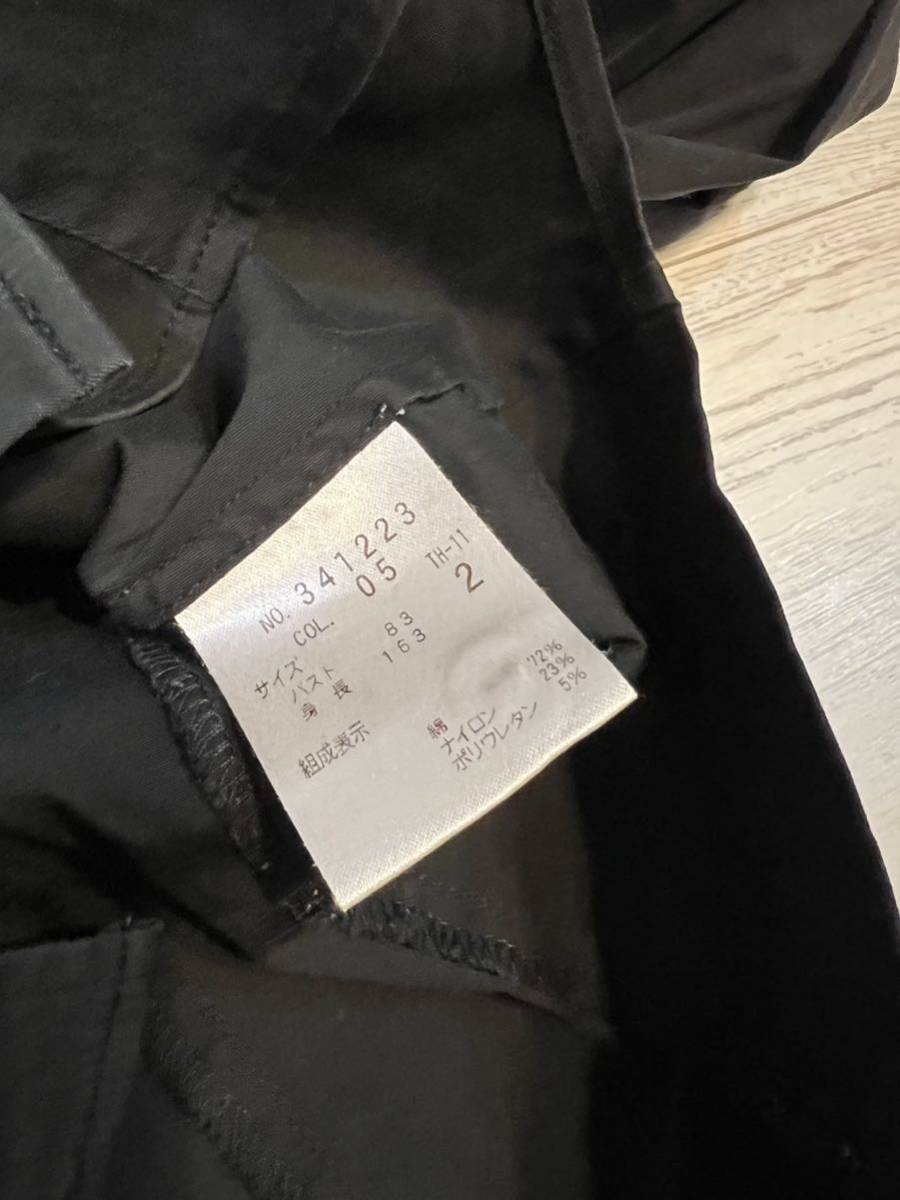 NO. 341223
COL. 05 TH-11
サイズ 2
バスト 83
身長 163
組成表示 綿 72%
ナイロン 23%
ポリウレタン 5%